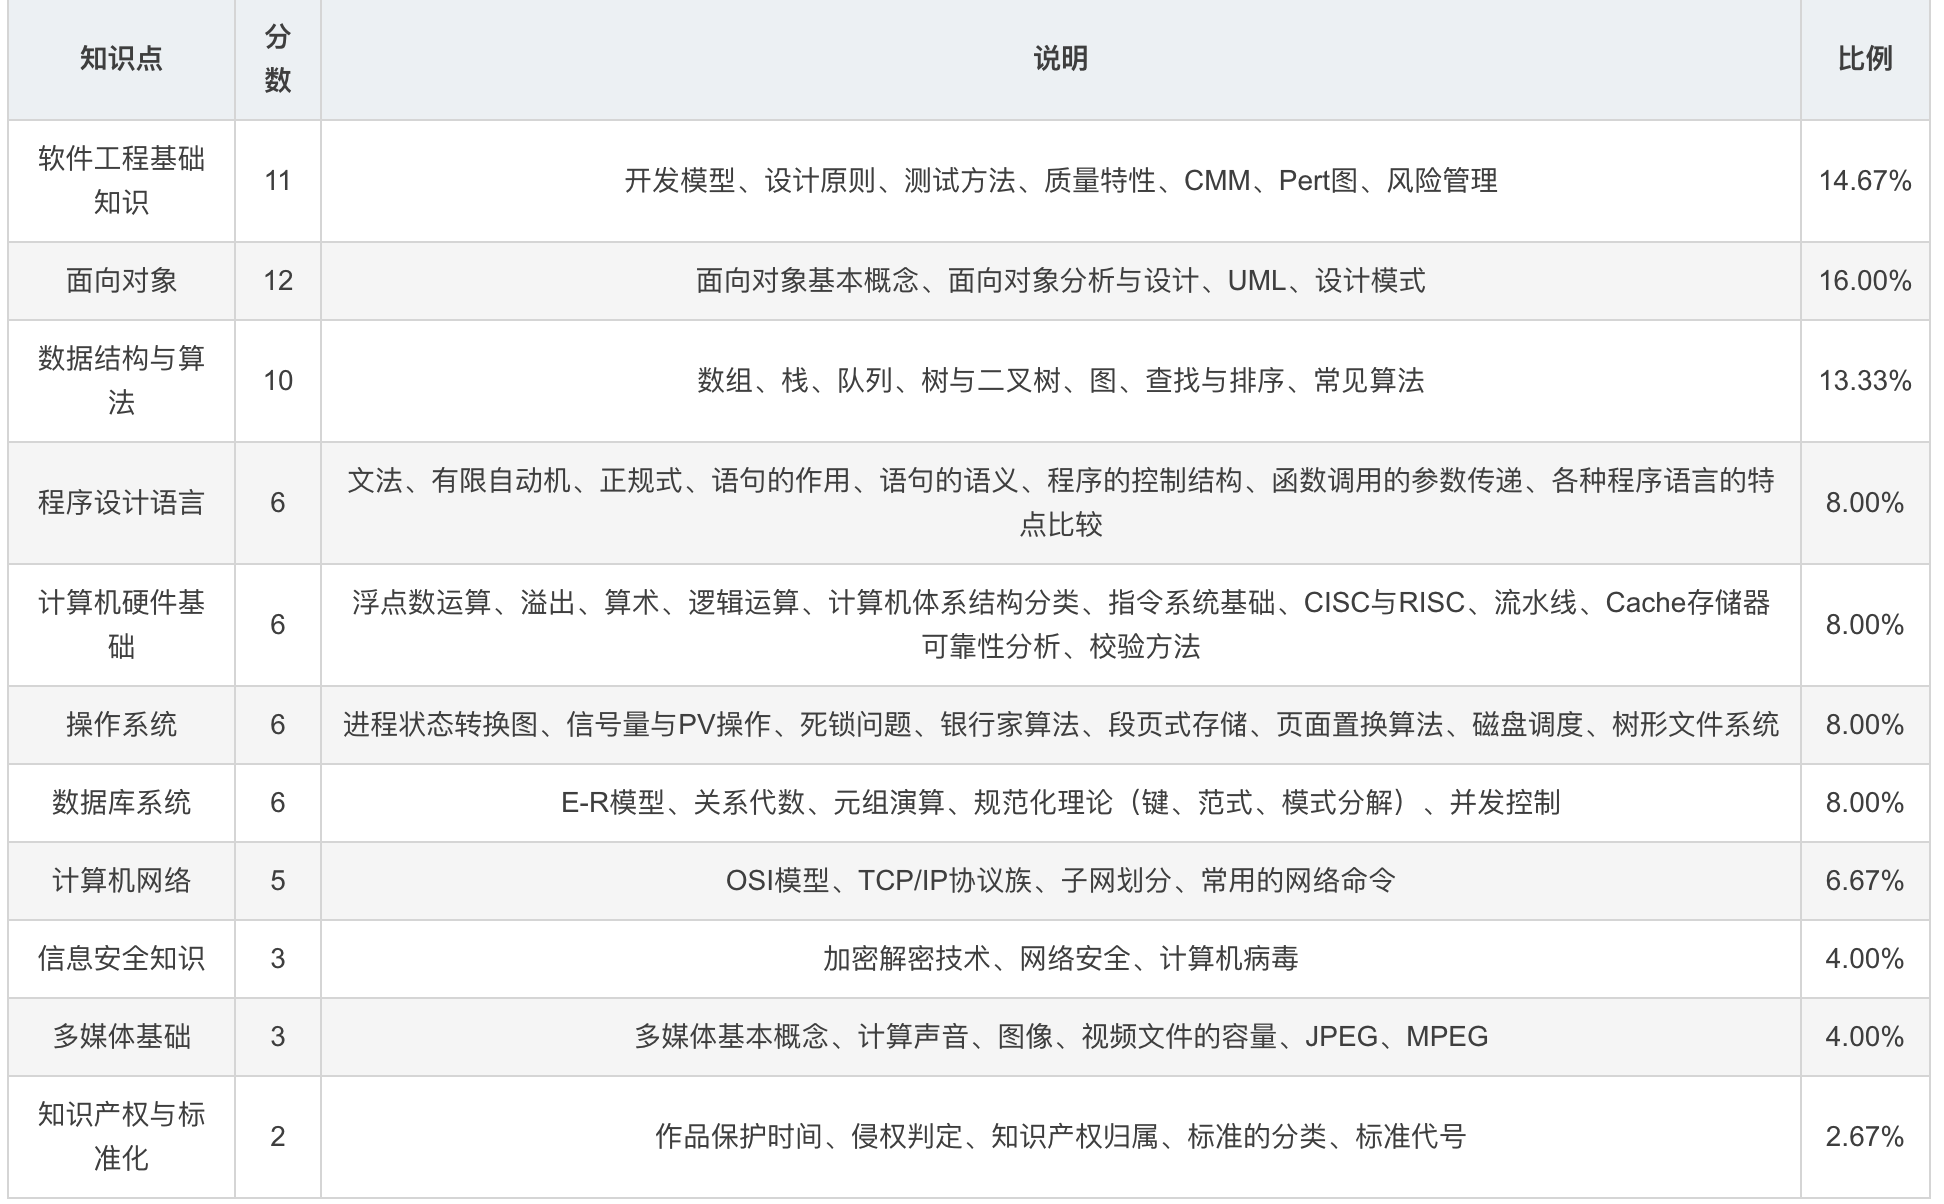 知识点
分
数
说明
比例
软件工程基础
知识
11
开发模型、设计原则、测试方法、质量特性、CMM、Pert图、风险管理
14.67%
面向对象
12
面向对象基本概念、面向对象分析与设计、UML、设计模式
16.00%
数据结构与算
法
10
数组、栈、队列、树与二叉树、图、查找与排序、常见算法
13.33%
程序设计语言
6
文法、有限自动机、正规式、语句的作用、语句的语义、程序的控制结构、函数调用的参数传递、各种程序语言的特
点比较
8.00%
计算机硬件基
础
6
浮点数运算、溢出、算术、逻辑运算、计算机体系结构分类、指令系统基础、CISC与RISC、流水线、Cache存储器
可靠性分析、校验方法
8.00%
操作系统
6
进程状态转换图、信号量与PV操作、死锁问题、银行家算法、段页式存储、页面置换算法、磁盘调度、树形文件系统
8.00%
数据库系统
6
E-R模型、关系代数、元组演算、规范化理论（键、范式、模式分解）、并发控制
8.00%
计算机网络
5
OSI模型、TCP/IP协议族、子网划分、常用的网络命令
6.67%
信息安全知识
3
加密解密技术、网络安全、计算机病毒
4.00%
多媒体基础
3
多媒体基本概念、计算声音、图像、视频文件的容量、JPEG、MPEG
4.00%
知识产权与标
准化
2
作品保护时间、侵权判定、知识产权归属、标准的分类、标准代号
2.67%